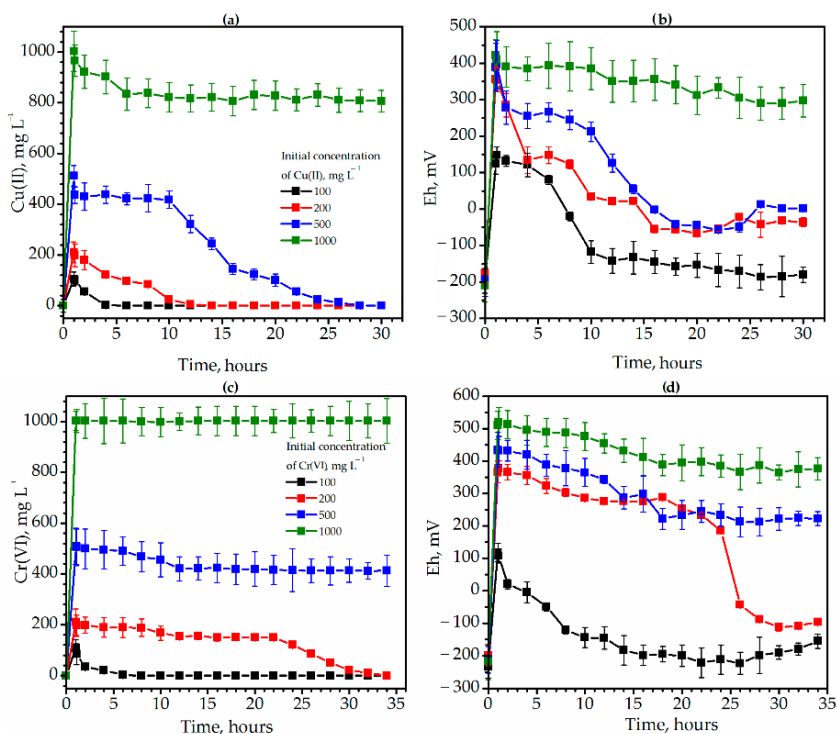 (a)
(b)
1000
800
600
400
200
0
Cu(II), mg L⁻¹
Initial concentration
of Cu(II), mg L⁻¹
100
200
500
1000
0 5 10 15 20 25 30
Time, hours
500
400
300
200
100
0
−100
−200
−300
Eh, mV
0 5 10 15 20 25 30
Time, hours
(c)
(d)
1000
800
600
400
200
0
Cr(VI), mg L⁻¹
Initial concentration
of Cr(VI) mg L⁻¹
100
200
500
1000
0 5 10 15 20 25 30 35
Time, hours
600
500
400
300
200
100
0
−100
−200
−300
Eh, mV
0 5 10 15 20 25 30 35
Time, hours